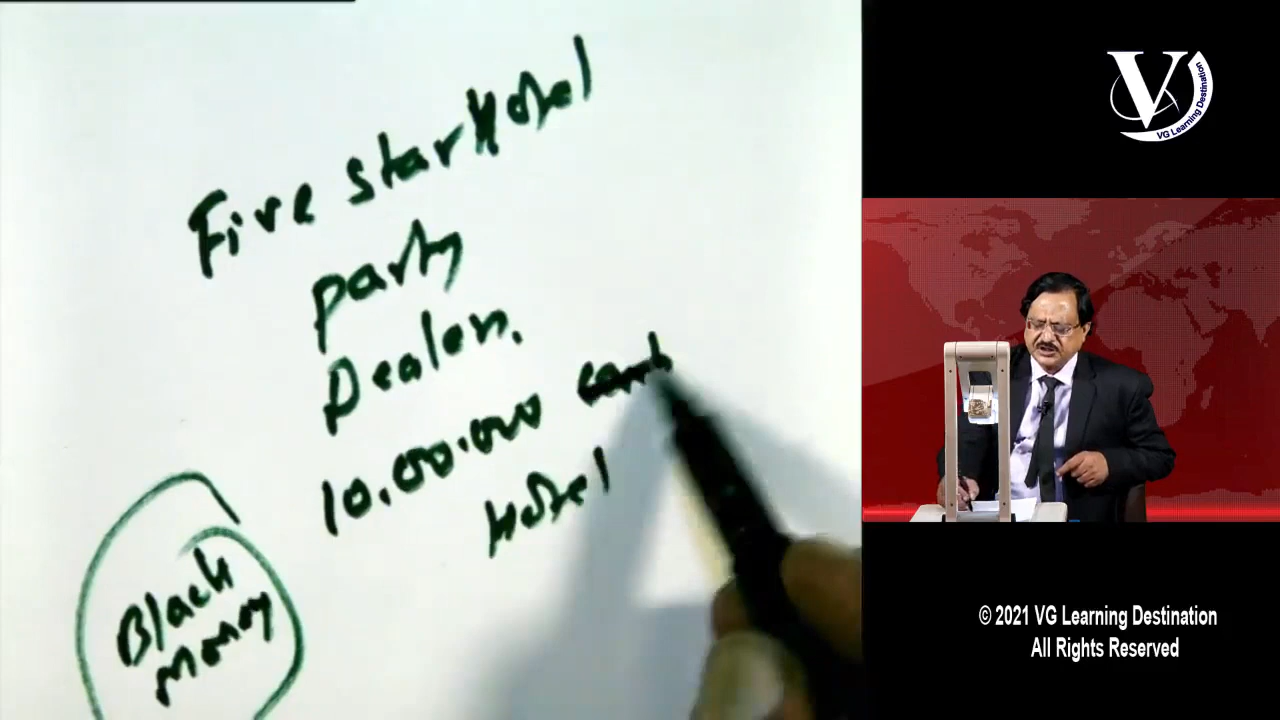 Five Star Hotel
party
Dealers.
10,00,000 cash
Hotel
Black
money
V
VG Learning Destination
© 2021 VG Learning Destination
All Rights Reserved